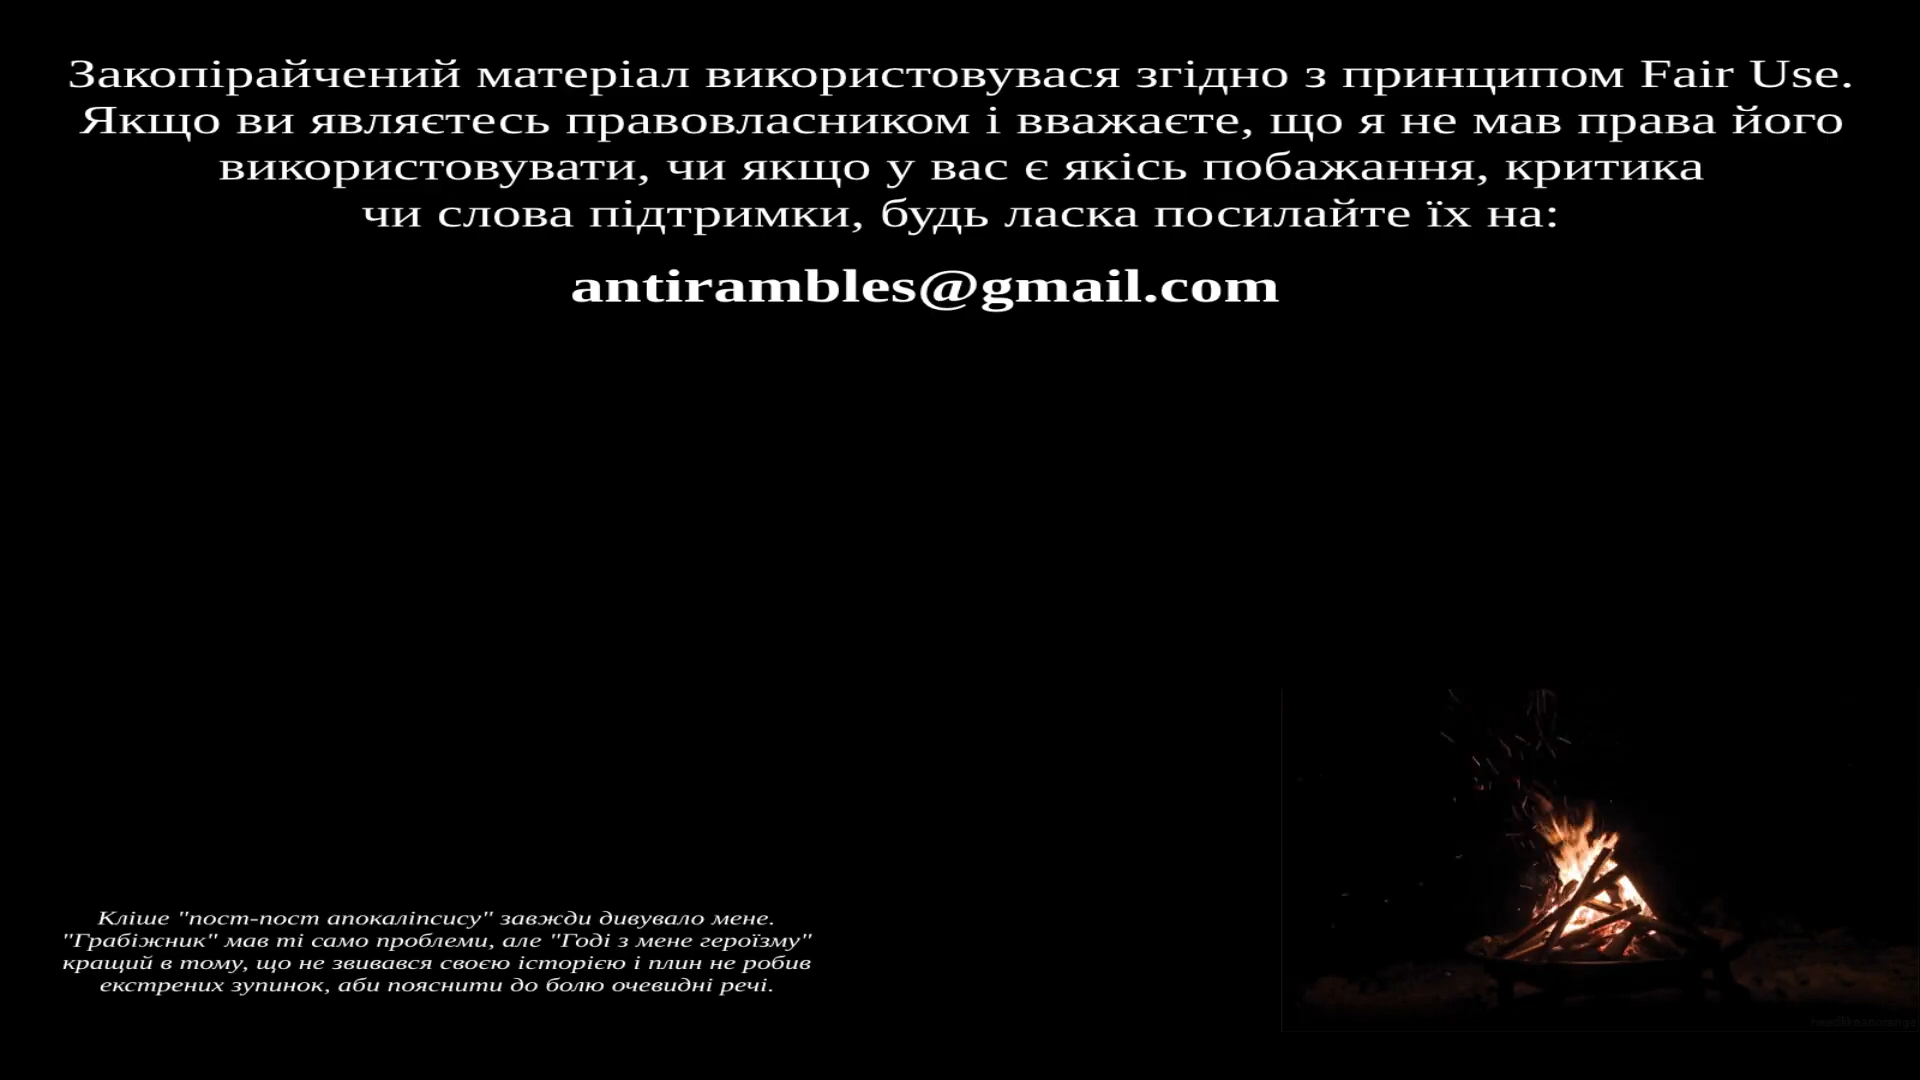 Закопірайчений матеріал використовувася згідно з принципом Fair Use.
Якщо ви являєтесь правовласником і вважаєте, що я не мав права його
використовувати, чи якщо у вас є якісь побажання, критика
чи слова підтримки, будь ласка посилайте їх на:
antirambles@gmail.com
Кліше "пост-пост апокаліпсису" завжди дивувало мене.
"Грабіжник" мав ті само проблеми, але "Годі з мене героїзму"
кращий в тому, що не звивався своєю історією і плин не робив
екстрених зупинок, аби пояснити до болю очевидні речі.